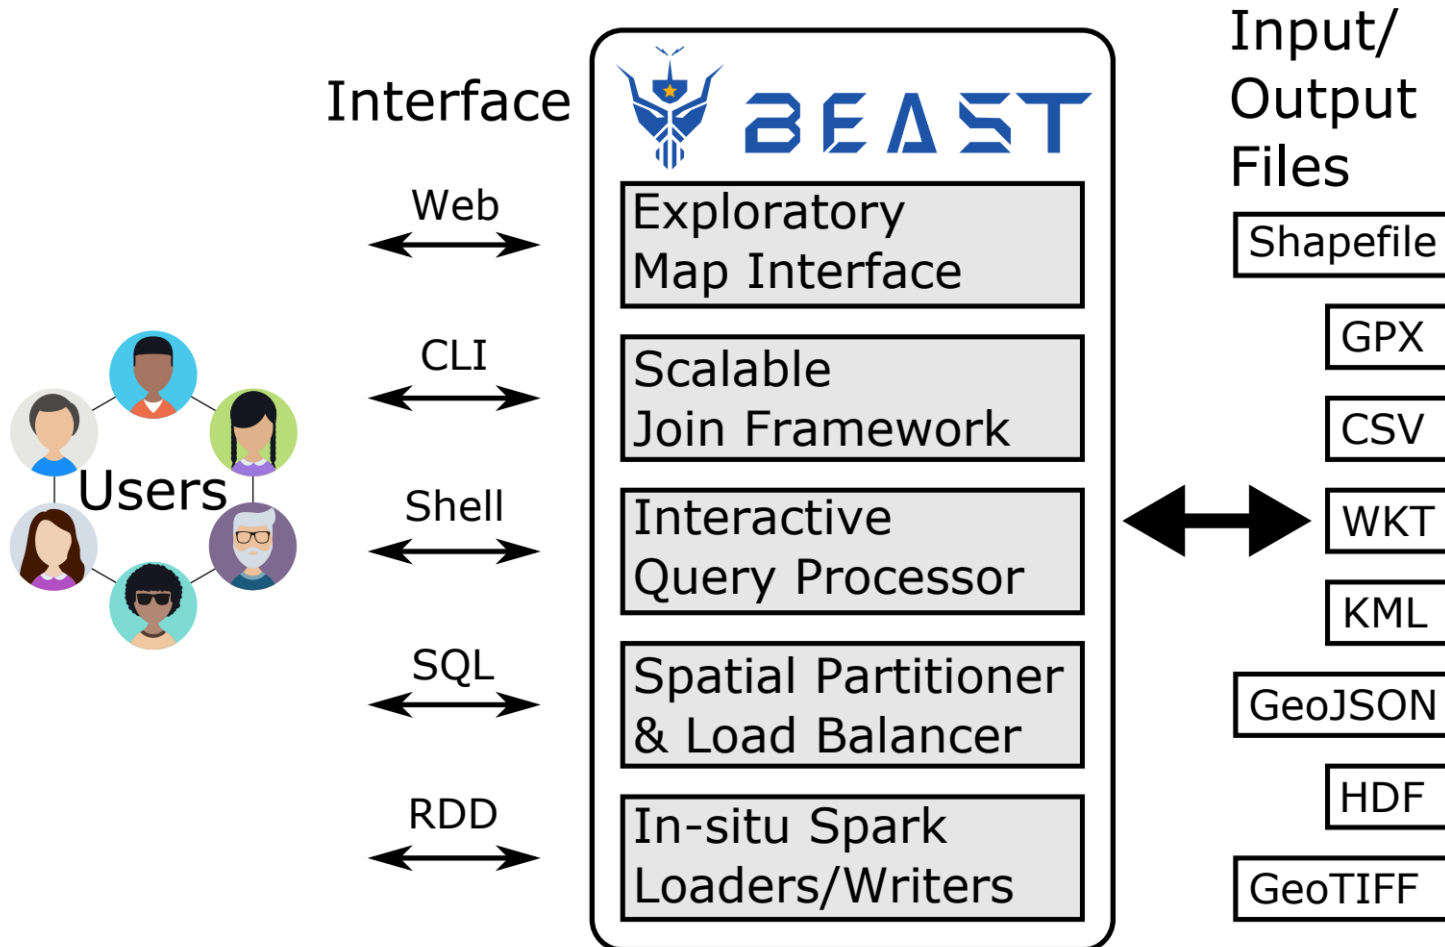 Interface
Web
CLI
Shell
SQL
RDD
Users
BEAST
Exploratory
Map Interface
Scalable
Join Framework
Interactive
Query Processor
Spatial Partitioner
& Load Balancer
In-situ Spark
Loaders/Writers
Input/
Output
Files
Shapefile
GPX
CSV
WKT
KML
GeoJSON
HDF
GeoTIFF